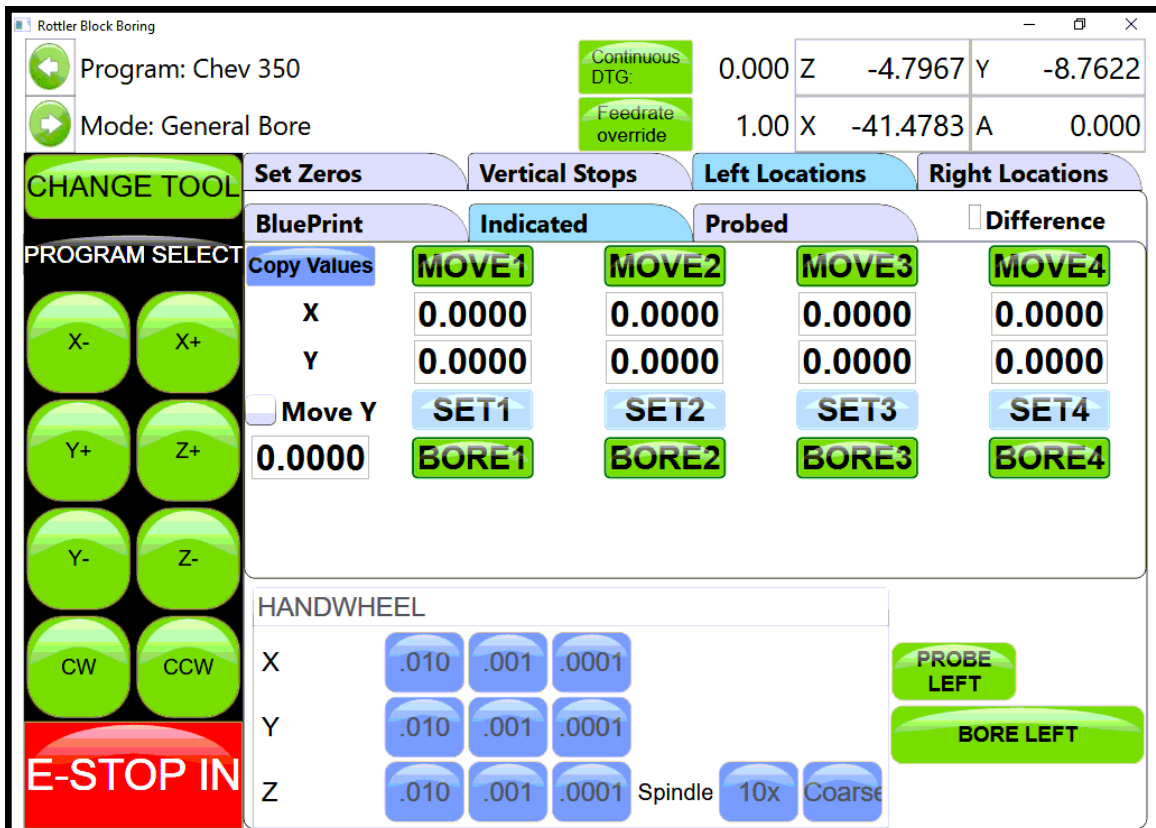 Rottler Block Boring
Program: Chev 350
Continuous DTG:
0.000 Z -4.7967 Y -8.7622
Mode: General Bore
Feedrate override
1.00 X -41.4783 A 0.000
CHANGE TOOL
Set Zeros Vertical Stops Left Locations Right Locations
BluePrint Indicated Probed Difference
PROGRAM SELECT
Copy Values MOVE1 MOVE2 MOVE3 MOVE4
X 0.0000 0.0000 0.0000 0.0000
Y 0.0000 0.0000 0.0000 0.0000
Move Y SET1 SET2 SET3 SET4
0.0000 BORE1 BORE2 BORE3 BORE4
X- X+
Y+ Z+
Y- Z-
CW CCW
E-STOP IN
HANDWHEEL
X .010 .001 .0001
Y .010 .001 .0001
Z .010 .001 .0001 Spindle 10x Coarse
PROBE
LEFT
BORE LEFT